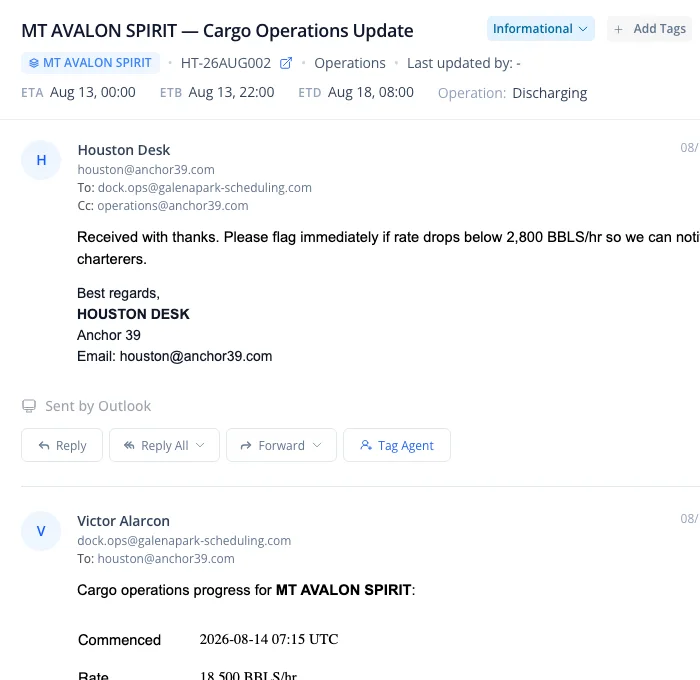 MT AVALON SPIRIT — Cargo Operations Update
Informational
+ Add Tags
MT AVALON SPIRIT · HT-26AUG002 · Operations · Last updated by: -
ETA Aug 13, 00:00 ETB Aug 13, 22:00 ETD Aug 18, 08:00 Operation: Discharging
H
Houston Desk
08/
houston@anchor39.com
To: dock.ops@galenapark-scheduling.com
Cc: operations@anchor39.com
Received with thanks. Please flag immediately if rate drops below 2,800 BBLS/hr so we can noti
charterers.
Best regards,
HOUSTON DESK
Anchor 39
Email: houston@anchor39.com
Sent by Outlook
Reply
Reply All
Forward
Tag Agent
V
Victor Alarcon
08/
dock.ops@galenapark-scheduling.com
To: houston@anchor39.com
Cargo operations progress for MT AVALON SPIRIT:
Commenced 2026-08-14 07:15 UTC
Rate 18,500 BBLS/hr